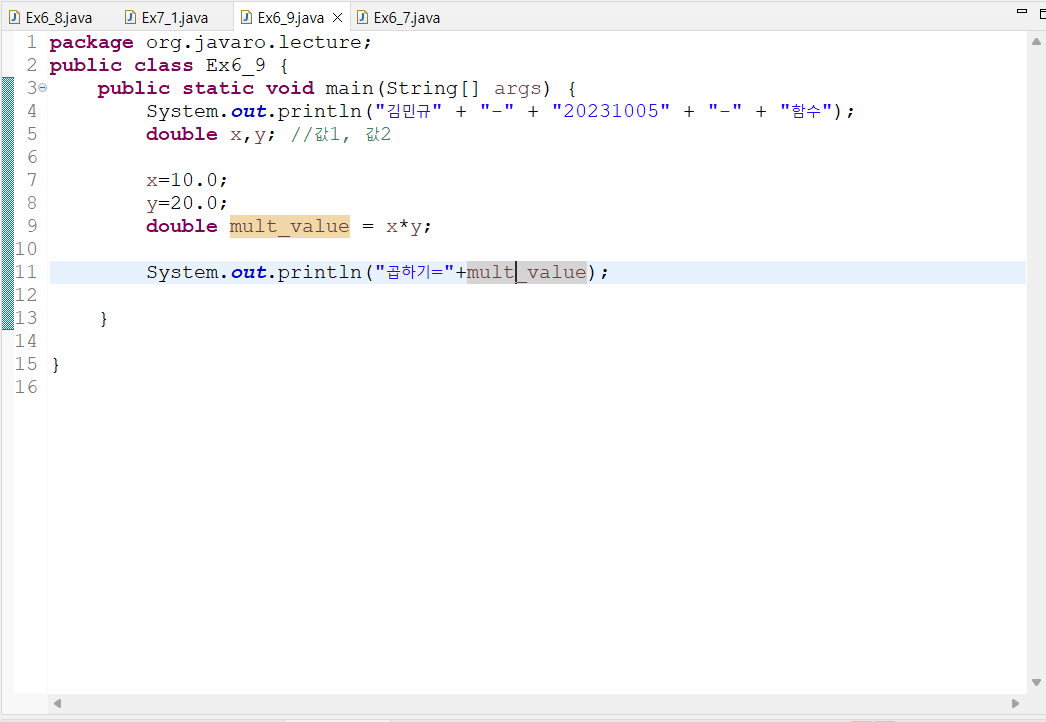 Ex6_8.java Ex7_1.java Ex6_9.java Ex6_7.java
1 package org.javaro.lecture;
2 public class Ex6_9 {
3 public static void main(String[] args) {
4 System.out.println("김민규" + "-" + "20231005" + "-" + "함수");
5 double x,y; //값1, 값2
6
7 x=10.0;
8 y=20.0;
9 double mult_value = x*y;
10
11 System.out.println("곱하기="+mult_value);
12
13 }
14
15 }
16